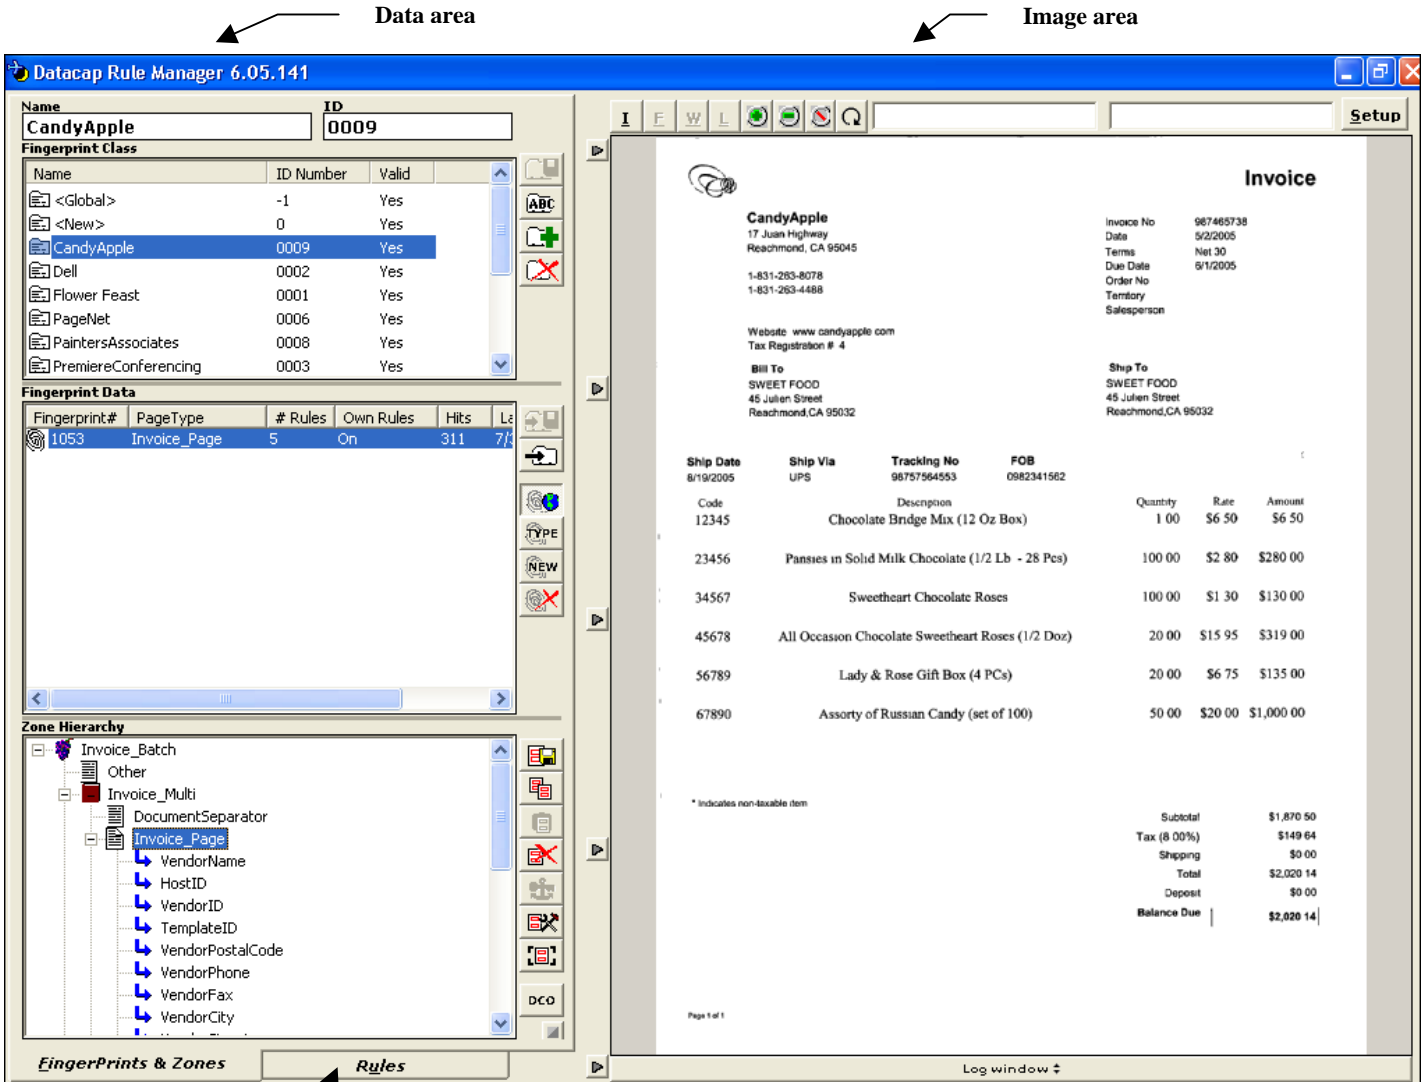 Data area
Image area
Datacap Rule Manager 6.05.141
Name ID
CandyApple 0009
Fingerprint Class
Name ID Number Valid
<Global> -1 Yes
<New> 0 Yes
CandyApple 0009 Yes
Dell 0002 Yes
Flower Feast 0001 Yes
PageNet 0006 Yes
PaintersAssociates 0008 Yes
PremiereConferencing 0003 Yes
ABC
Fingerprint Data
Fingerprint# PageType # Rules Own Rules Hits La
1053 Invoice_Page 5 On 311 7/3
TYPE
NEW
Zone Hierarchy
Invoice_Batch
Other
Invoice_Multi
DocumentSeparator
Invoice_Page
VendorName
HostID
VendorID
TemplateID
VendorPostalCode
VendorPhone
VendorFax
VendorCity
DCO
FingerPrints & Zones
Rules
I F W L
Setup
Invoice
CandyApple
17 Juan Highway
Reachmond, CA 95045
1-831-263-8078
1-831-263-4488
Website www candyapple com
Tax Registration # 4
Invoice No 987465738
Date 5/2/2005
Terms Net 30
Due Date 6/1/2005
Order No
Territory
Salesperson
Bill To
SWEET FOOD
45 Julien Street
Reachmond,CA 95032
Ship To
SWEET FOOD
45 Julien Street
Reachmond,CA 95032
Ship Date Ship Via Tracking No FOB
8/19/2005 UPS 98757564553 0982341562
Code Description Quantity Rate Amount
12345 Chocolate Bridge Mix (12 Oz Box) 1 00 $6 50 $6 50
23456 Pansies in Solid Milk Chocolate (1/2 Lb - 28 Pcs) 100 00 $2 80 $280 00
34567 Sweetheart Chocolate Roses 100 00 $1 30 $130 00
45678 All Occasion Chocolate Sweetheart Roses (1/2 Doz) 20 00 $15 95 $319 00
56789 Lady & Rose Gift Box (4 PCs) 20 00 $6 75 $135 00
67890 Assorty of Russian Candy (set of 100) 50 00 $20 00 $1,000 00
* Indicates non-taxable item
Subtotal $1,870 50
Tax (8 00%) $149 64
Shipping $0 00
Total $2,020 14
Deposit $0 00
Balance Due $2,020 14
Page 1 of 1
Log window